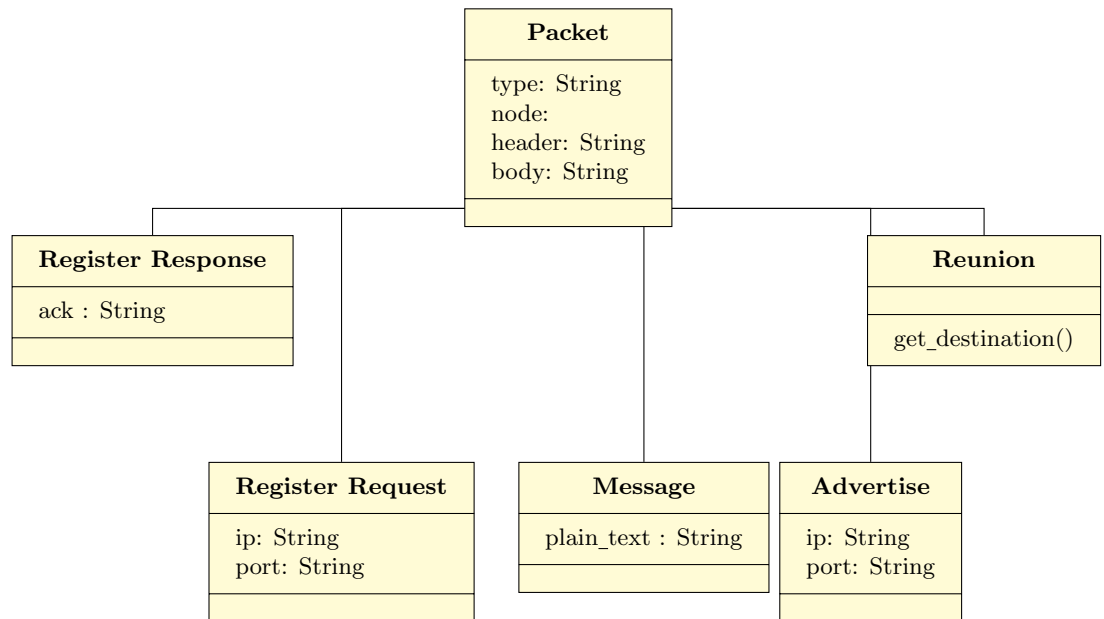 Packet
type: String
node:
header: String
body: String
Register Response
ack : String
Reunion
get_destination()
Register Request
ip: String
port: String
Message
plain_text : String
Advertise
ip: String
port: String